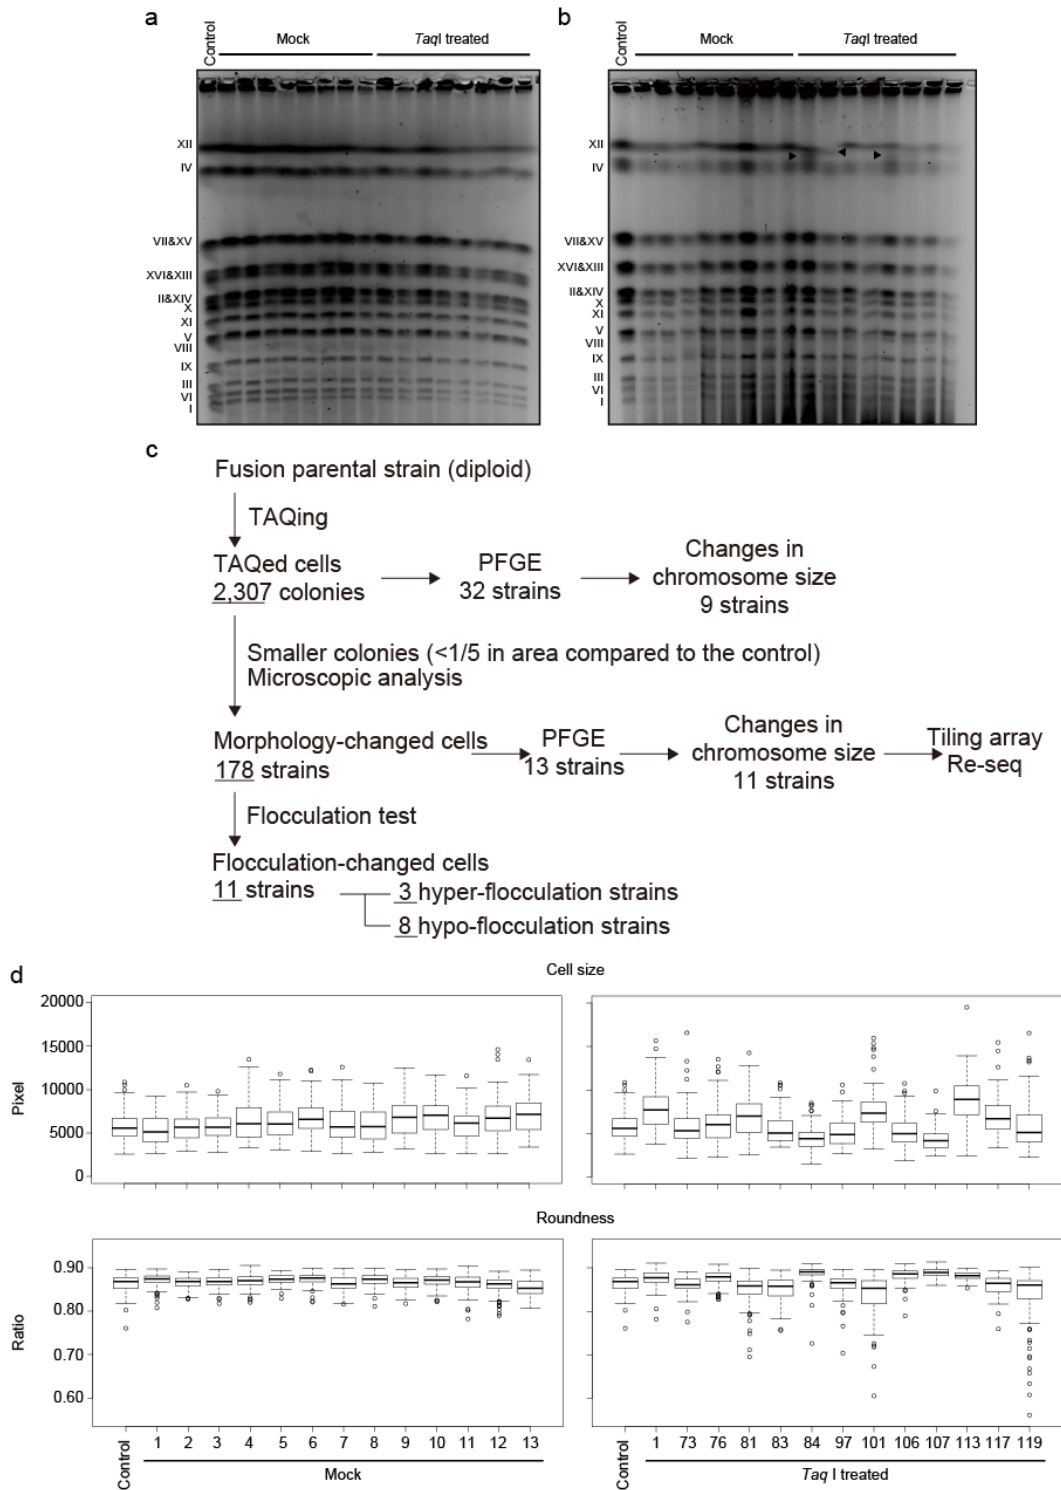 a
Control
Mock
TaqI treated
XII
IV
VII&XV
XVI&XIII
II&XIV
X
XI
V
VIII
IX
III
VI
I
b
Control
Mock
TaqI treated
XII
IV
VII&XV
XVI&XIII
II&XIV
X
XI
V
VIII
IX
III
VI
I
c
Fusion parental strain (diploid)
TAQing
TAQed cells
2,307 colonies
PFGE
32 strains
Changes in
chromosome size
9 strains
Smaller colonies (<1/5 in area compared to the control)
Microscopic analysis
Morphology-changed cells
178 strains
PFGE
13 strains
Changes in
chromosome size
11 strains
Tiling array
Re-seq
Flocculation test
Flocculation-changed cells
11 strains
3 hyper-flocculation strains
8 hypo-flocculation strains
d
Cell size
Pixel
20000
15000
10000
5000
0
Roundness
Ratio
0.90
0.80
0.70
0.60
Control 1 2 3 4 5 6 7 8 9 10 11 12 13
Mock
Control 1 73 76 81 83 84 97 101 106 107 113 117 119
Taq I treated